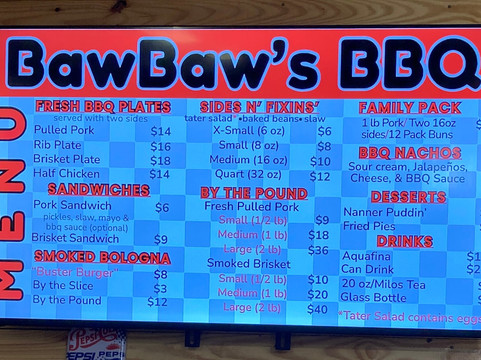 BawBaw's BBQ
MENU
FRESH BBQ PLATES
served with two sides
Pulled Pork $14
Rib Plate $16
Brisket Plate $18
Half Chicken $14
SANDWICHES
Pork Sandwich $6
pickles, slaw, mayo &
bbq sauce (optional)
Brisket Sandwich $9
SMOKED BOLOGNA
"Buster Burger" $8
By the Slice $3
By the Pound $12
SIDES N' FIXINS'
tater salad* •baked beans• slaw
X-Small (6 oz) $6
Small (8 oz) $8
Medium (16 oz) $10
Quart (32 oz) $12
BY THE POUND
Fresh Pulled Pork
Small (1/2 lb) $9
Medium (1 lb) $18
Large (2 lb) $36
Smoked Brisket
Small (1/2 lb) $10
Medium (1 lb) $20
Large (2 lb) $40
FAMILY PACK
1 lb Pork/ Two 16oz
sides/12 Pack Buns
BBQ NACHOS
Sour cream, Jalapeños,
Cheese, & BBQ Sauce
DESSERTS
Nanner Puddin'
Fried Pies
DRINKS
Aquafina
Can Drink
20 oz/Milos Tea
Glass Bottle
*Tater Salad contains eggs
PEPSI